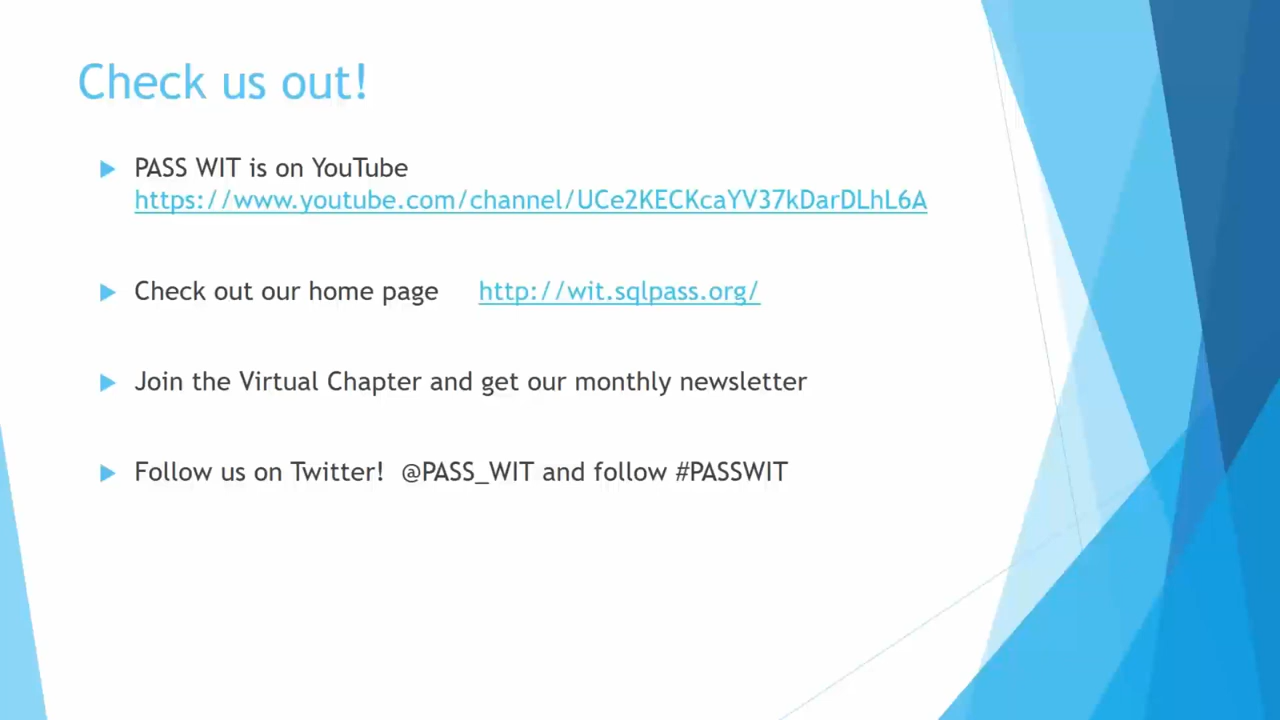 Check us out!
PASS WIT is on YouTube
https://www.youtube.com/channel/UCe2KECKcaYV37kDarDLhL6A
Check out our home page http://wit.sqlpass.org/
Join the Virtual Chapter and get our monthly newsletter
Follow us on Twitter! @PASS_WIT and follow #PASSWIT